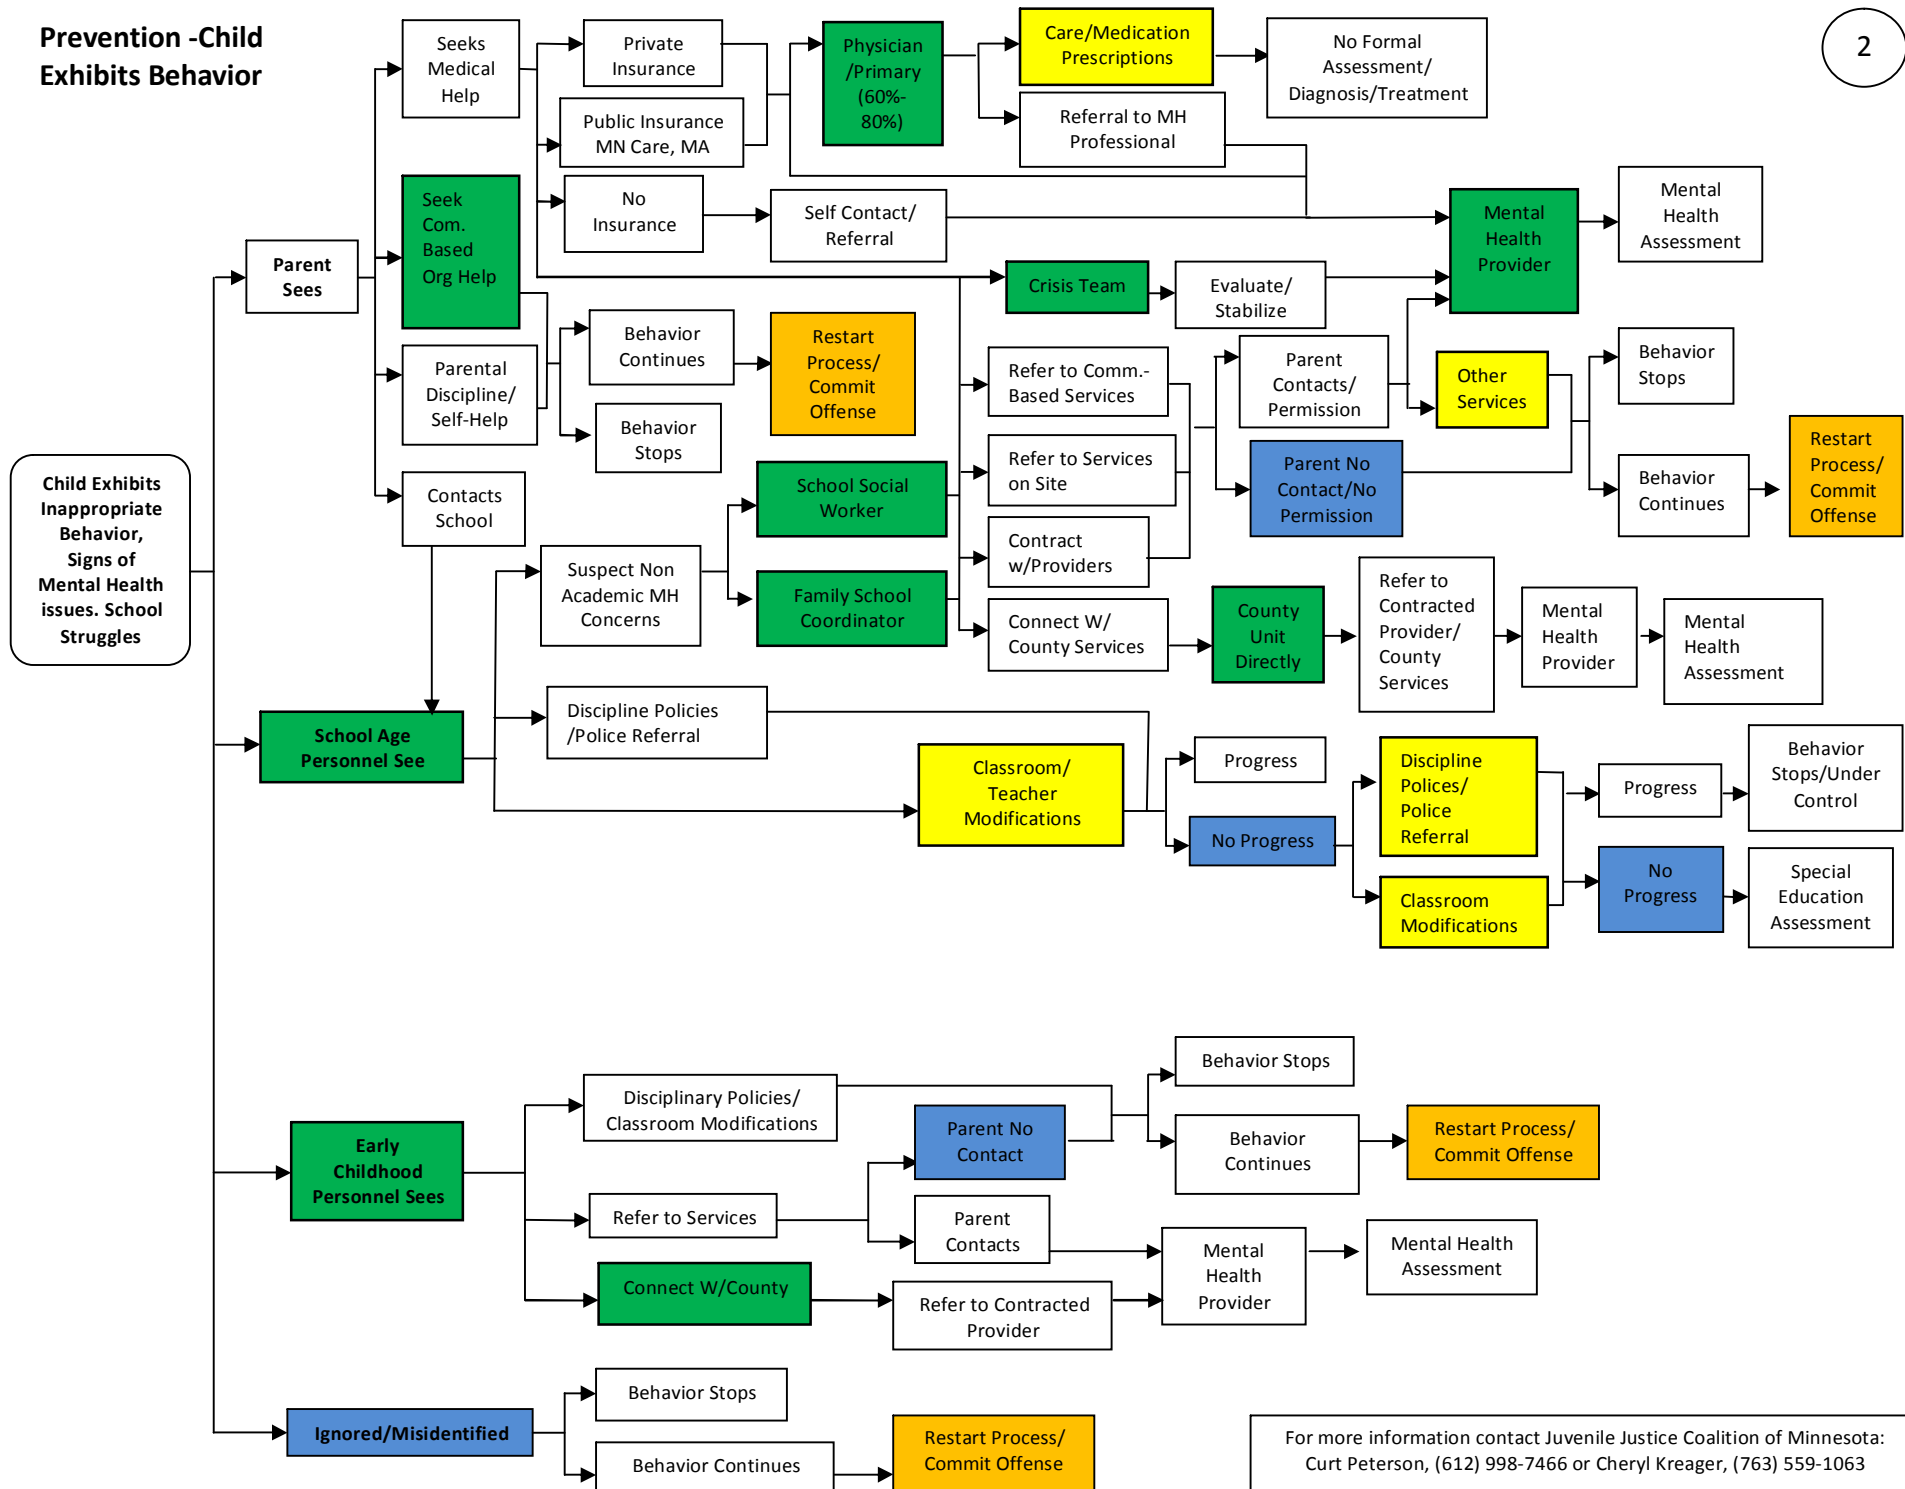 Prevention -Child
Exhibits Behavior
2
Seeks
Medical
Help
Private
Insurance
Physician
/Primary
(60%-
80%)
Care/Medication
Prescriptions
No Formal
Assessment/
Diagnosis/Treatment
Public Insurance
MN Care, MA
Referral to MH
Professional
Seek
Com.
Based
Org Help
No
Insurance
Self Contact/
Referral
Mental
Health
Provider
Mental
Health
Assessment
Parent
Sees
Crisis Team
Evaluate/
Stabilize
Behavior
Continues
Restart
Process/
Commit
Offense
Parental
Discipline/
Self-Help
Behavior
Stops
Refer to Comm.-
Based Services
Parent
Contacts/
Permission
Other
Services
Behavior
Stops
Child Exhibits
Inappropriate
Behavior,
Signs of
Mental Health
issues. School
Struggles
Contacts
School
School Social
Worker
Refer to Services
on Site
Parent No
Contact/No
Permission
Behavior
Continues
Restart
Process/
Commit
Offense
Suspect Non
Academic MH
Concerns
Family School
Coordinator
Contract
w/Providers
Connect W/
County Services
County
Unit
Directly
Refer to
Contracted
Provider/
County
Services
Mental
Health
Provider
Mental
Health
Assessment
School Age
Personnel See
Discipline Policies
/Police Referral
Classroom/
Teacher
Modifications
Progress
No Progress
Discipline
Polices/
Police
Referral
Classroom
Modifications
Progress
Behavior
Stops/Under
Control
No
Progress
Special
Education
Assessment
Early
Childhood
Personnel Sees
Disciplinary Policies/
Classroom Modifications
Parent No
Contact
Behavior Stops
Behavior
Continues
Restart Process/
Commit Offense
Refer to Services
Parent
Contacts
Mental
Health
Provider
Mental Health
Assessment
Connect W/County
Refer to Contracted
Provider
Ignored/Misidentified
Behavior Stops
Behavior Continues
Restart Process/
Commit Offense
For more information contact Juvenile Justice Coalition of Minnesota:
Curt Peterson, (612) 998-7466 or Cheryl Kreager, (763) 559-1063